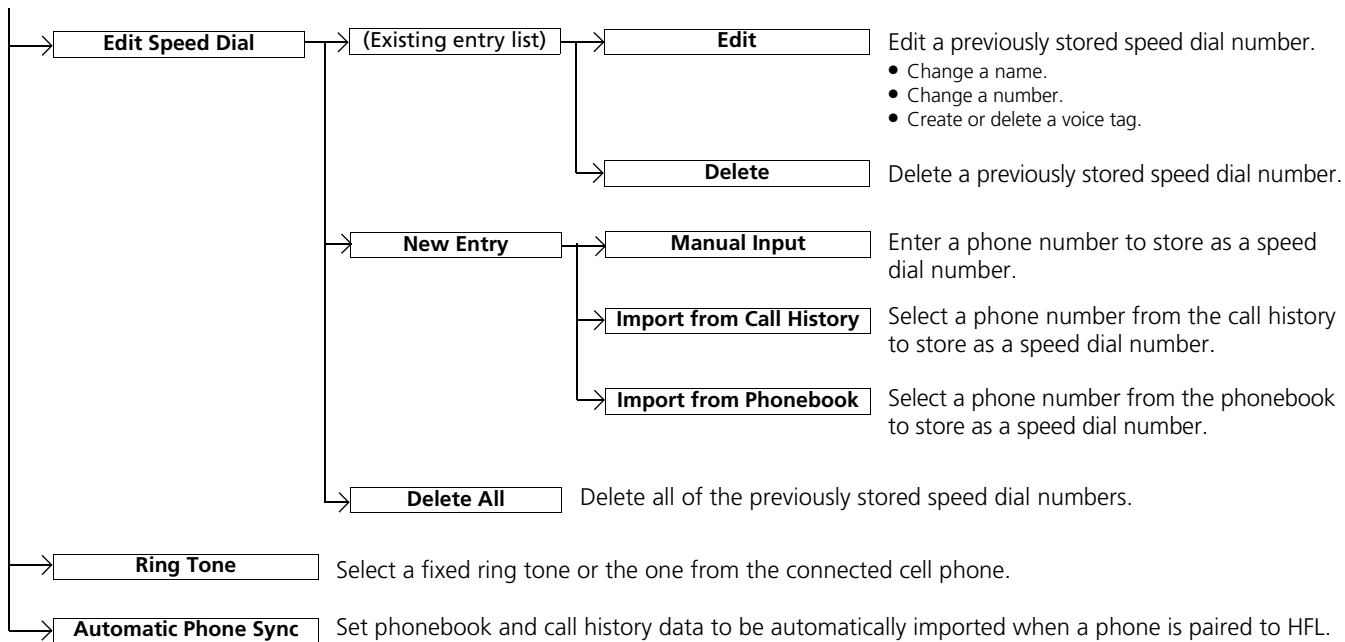 Edit Speed Dial
(Existing entry list)
Edit
Edit a previously stored speed dial number.
• Change a name.
• Change a number.
• Create or delete a voice tag.
Delete
Delete a previously stored speed dial number.
New Entry
Manual Input
Enter a phone number to store as a speed
dial number.
Import from Call History
Select a phone number from the call history
to store as a speed dial number.
Import from Phonebook
Select a phone number from the phonebook
to store as a speed dial number.
Delete All
Delete all of the previously stored speed dial numbers.
Ring Tone
Select a fixed ring tone or the one from the connected cell phone.
Automatic Phone Sync
Set phonebook and call history data to be automatically imported when a phone is paired to HFL.